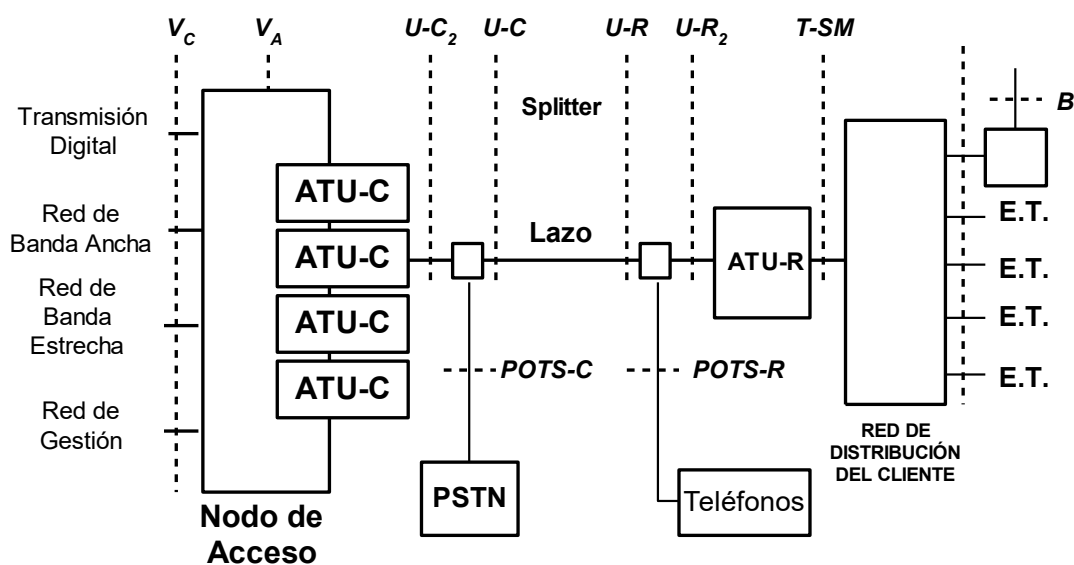 V_C
V_A
U-C_2
U-C
U-R
U-R_2
T-SM
B
Splitter
Transmisión
Digital
Red de
Banda Ancha
Red de
Banda
Estrecha
Red de
Gestión
ATU-C
ATU-C
ATU-C
ATU-C
Nodo de
Acceso
Lazo
POTS-C
POTS-R
PSTN
Teléfonos
ATU-R
RED DE
DISTRIBUCIÓN
DEL CLIENTE
E.T.
E.T.
E.T.
E.T.